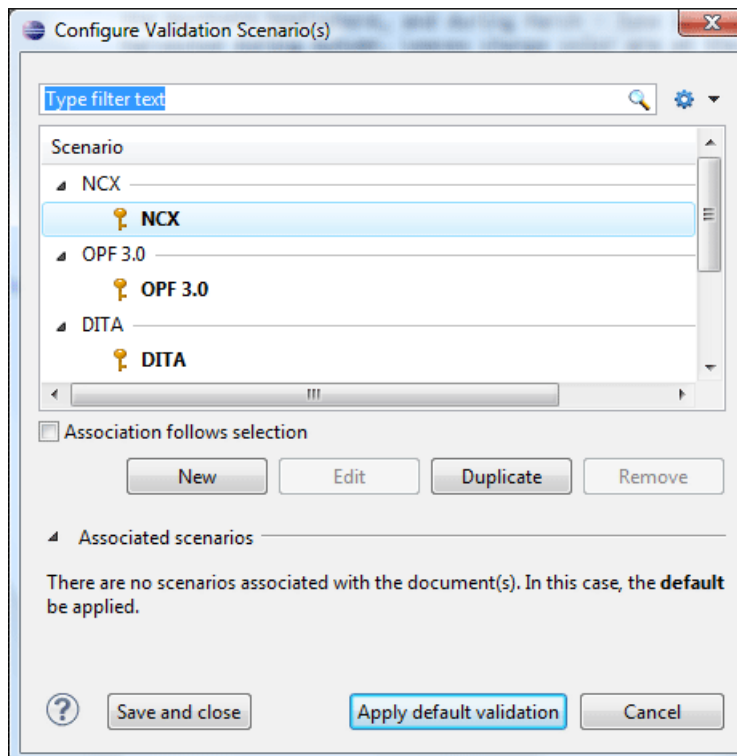 Configure Validation Scenario(s)
Type filter text
Scenario
NCX
NCX
OPF 3.0
OPF 3.0
DITA
DITA
Association follows selection
New Edit Duplicate Remove
Associated scenarios
There are no scenarios associated with the document(s). In this case, the default
be applied.
? Save and close Apply default validation Cancel